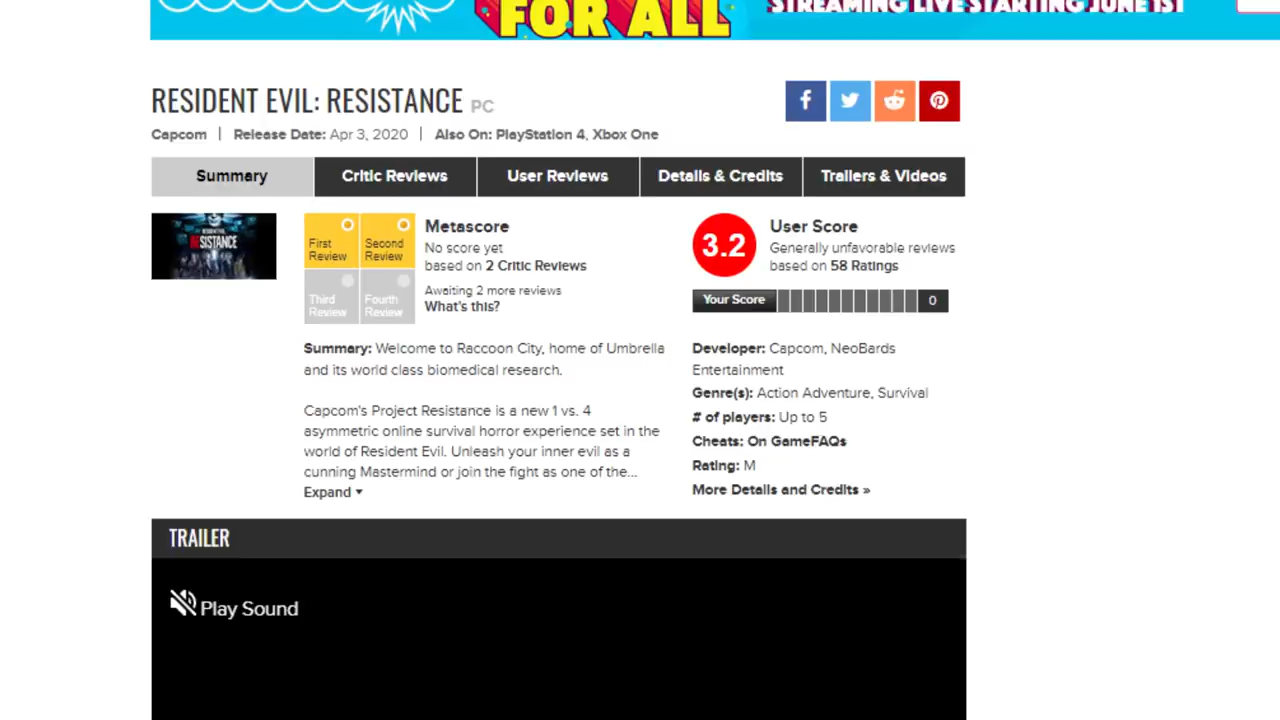 FOR ALL
STREAMING LIVE STARTING JUNE 1ST
RESIDENT EVIL: RESISTANCE PC
Capcom | Release Date: Apr 3, 2020 | Also On: PlayStation 4, Xbox One
Summary
Critic Reviews
User Reviews
Details & Credits
Trailers & Videos
RESIDENT EVIL
RESISTANCE
First
Review
Second
Review
Third
Review
Fourth
Review
Metascore
No score yet
based on 2 Critic Reviews
Awaiting 2 more reviews
What's this?
3.2
User Score
Generally unfavorable reviews
based on 58 Ratings
Your Score
0
Summary: Welcome to Raccoon City, home of Umbrella
and its world class biomedical research.
Capcom's Project Resistance is a new 1 vs. 4
asymmetric online survival horror experience set in the
world of Resident Evil. Unleash your inner evil as a
cunning Mastermind or join the fight as one of the...
Expand
Developer: Capcom, NeoBards
Entertainment
Genre(s): Action Adventure, Survival
# of players: Up to 5
Cheats: On GameFAQs
Rating: M
More Details and Credits »
TRAILER
Play Sound